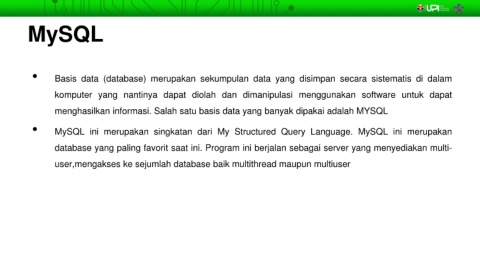 UPI
MySQL
• Basis data (database) merupakan sekumpulan data yang disimpan secara sistematis di dalam
komputer yang nantinya dapat diolah dan dimanipulasi menggunakan software untuk dapat
menghasilkan informasi. Salah satu basis data yang banyak dipakai adalah MYSQL
• MySQL ini merupakan singkatan dari My Structured Query Language. MySQL ini merupakan
database yang paling favorit saat ini. Program ini berjalan sebagai server yang menyediakan multi-
user,mengakses ke sejumlah database baik multithread maupun multiuser